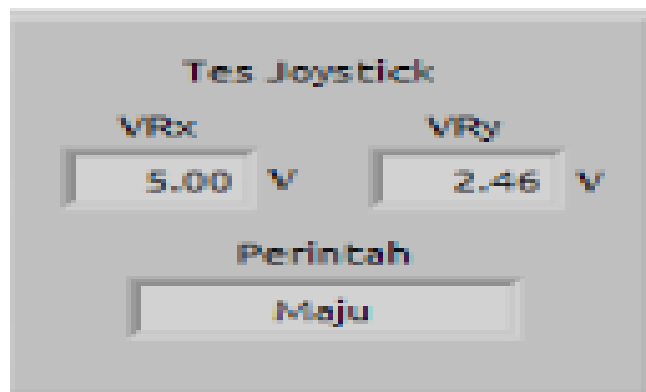 Tes Joystick
VRx VRy
5.00 V 2.46 V
Perintah
Maju